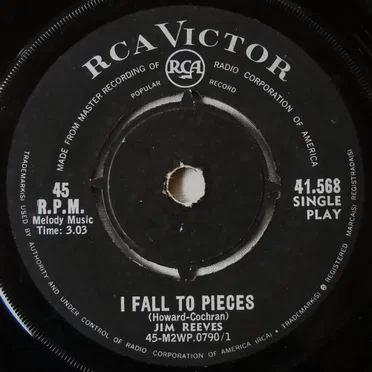 RCA VICTOR
MADE FROM MASTER RECORDING OF RADIO CORPORATION OF AMERICA
RCA
POPULAR RECORD
45
R.P.M.
Melody Music
Time: 3.03
41.568
SINGLE
PLAY
I FALL TO PIECES
(Howard-Cochran)
JIM REEVES
45-M2WP.0790/1
TRADEMARK(S) USED BY AUTHORITY AND UNDER CONTROL OF RADIO CORPORATION OF AMERICA (RCA) - REGISTERED TRADEMARK(S) MARCA(S) REGISTRADA(S)